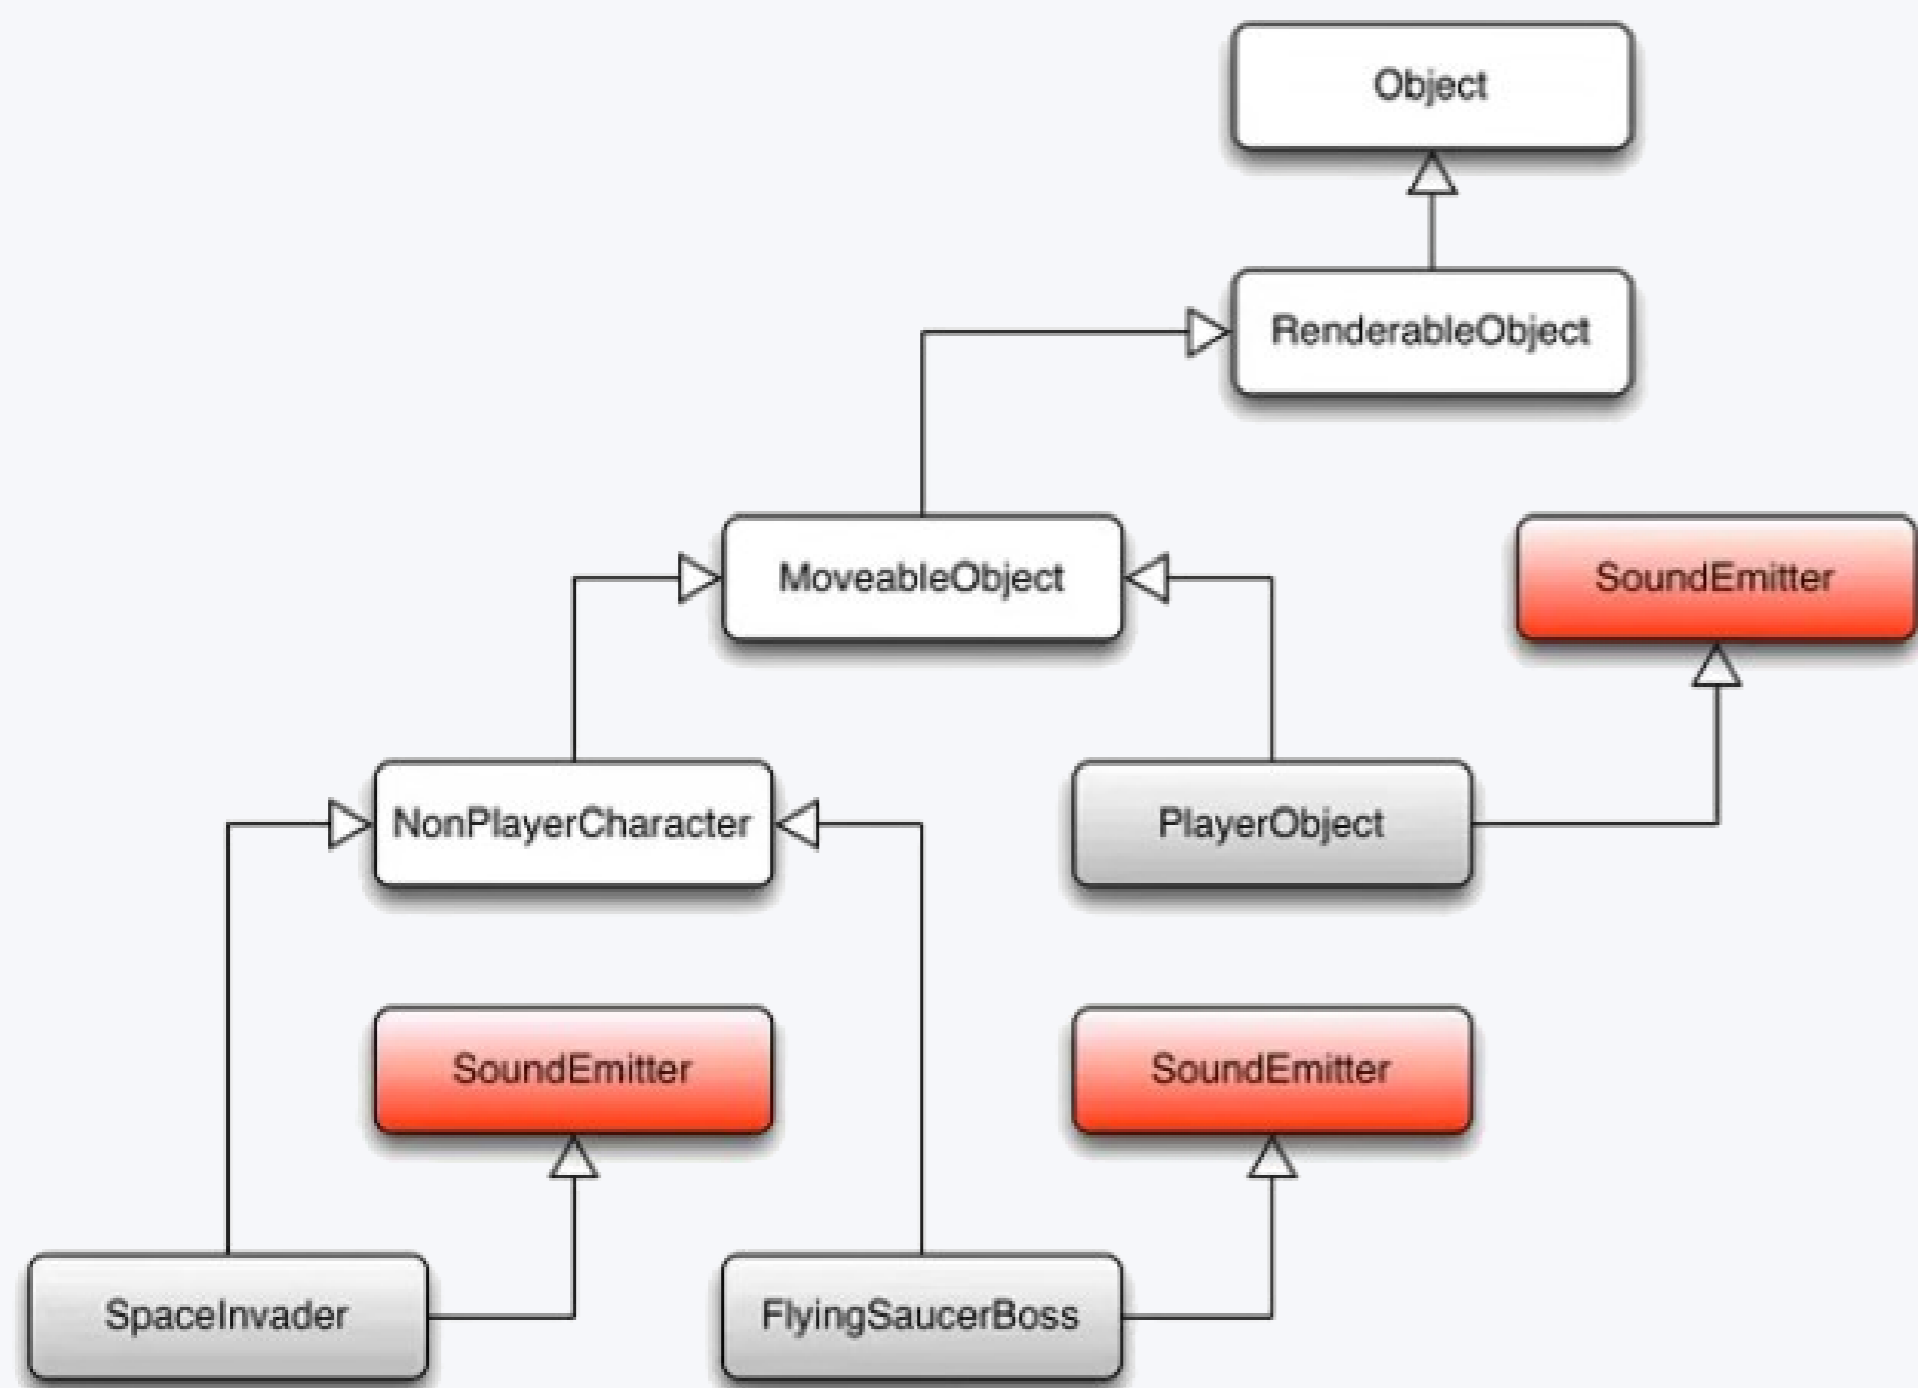 Object
RenderableObject
MoveableObject
SoundEmitter
NonPlayerCharacter
PlayerObject
SoundEmitter
SoundEmitter
SpaceInvader
FlyingSaucerBoss